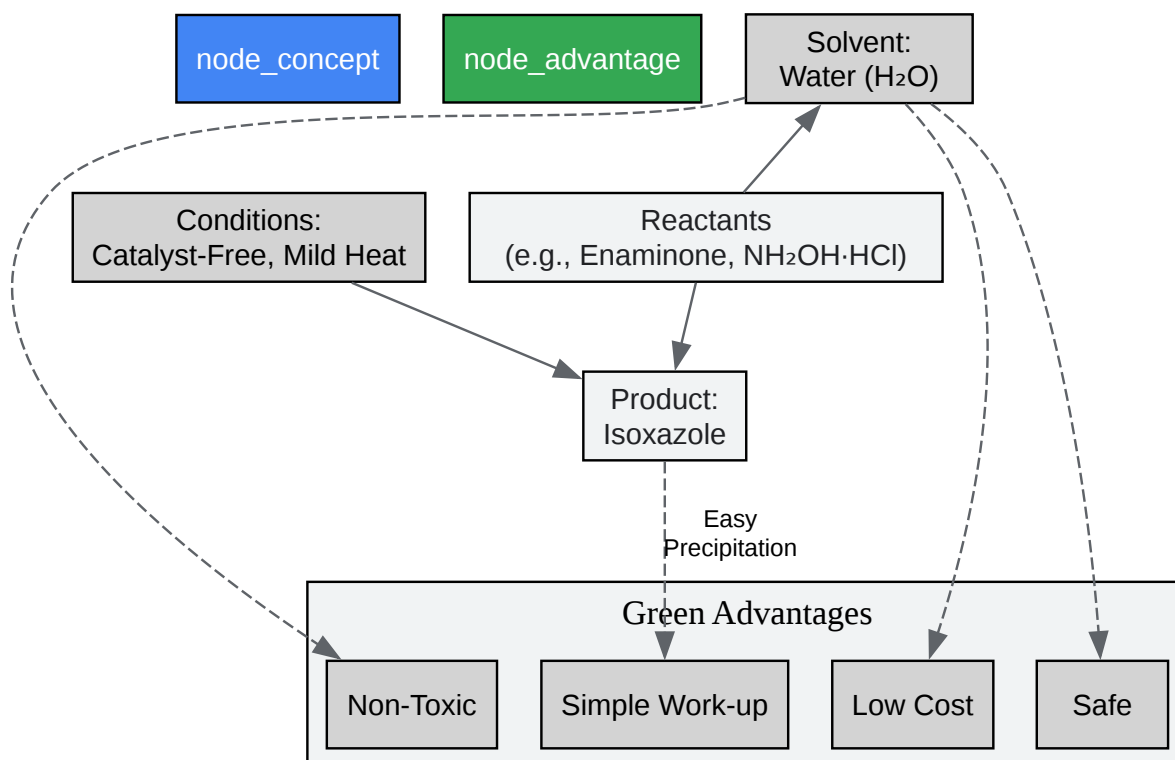 node_concept
node_advantage
Solvent:
Water (H₂O)
Conditions:
Catalyst-Free, Mild Heat
Reactants
(e.g., Enaminone, NH₂OH·HCl)
Product:
Isoxazole
Easy
Precipitation
Green Advantages
Non-Toxic
Simple Work-up
Low Cost
Safe